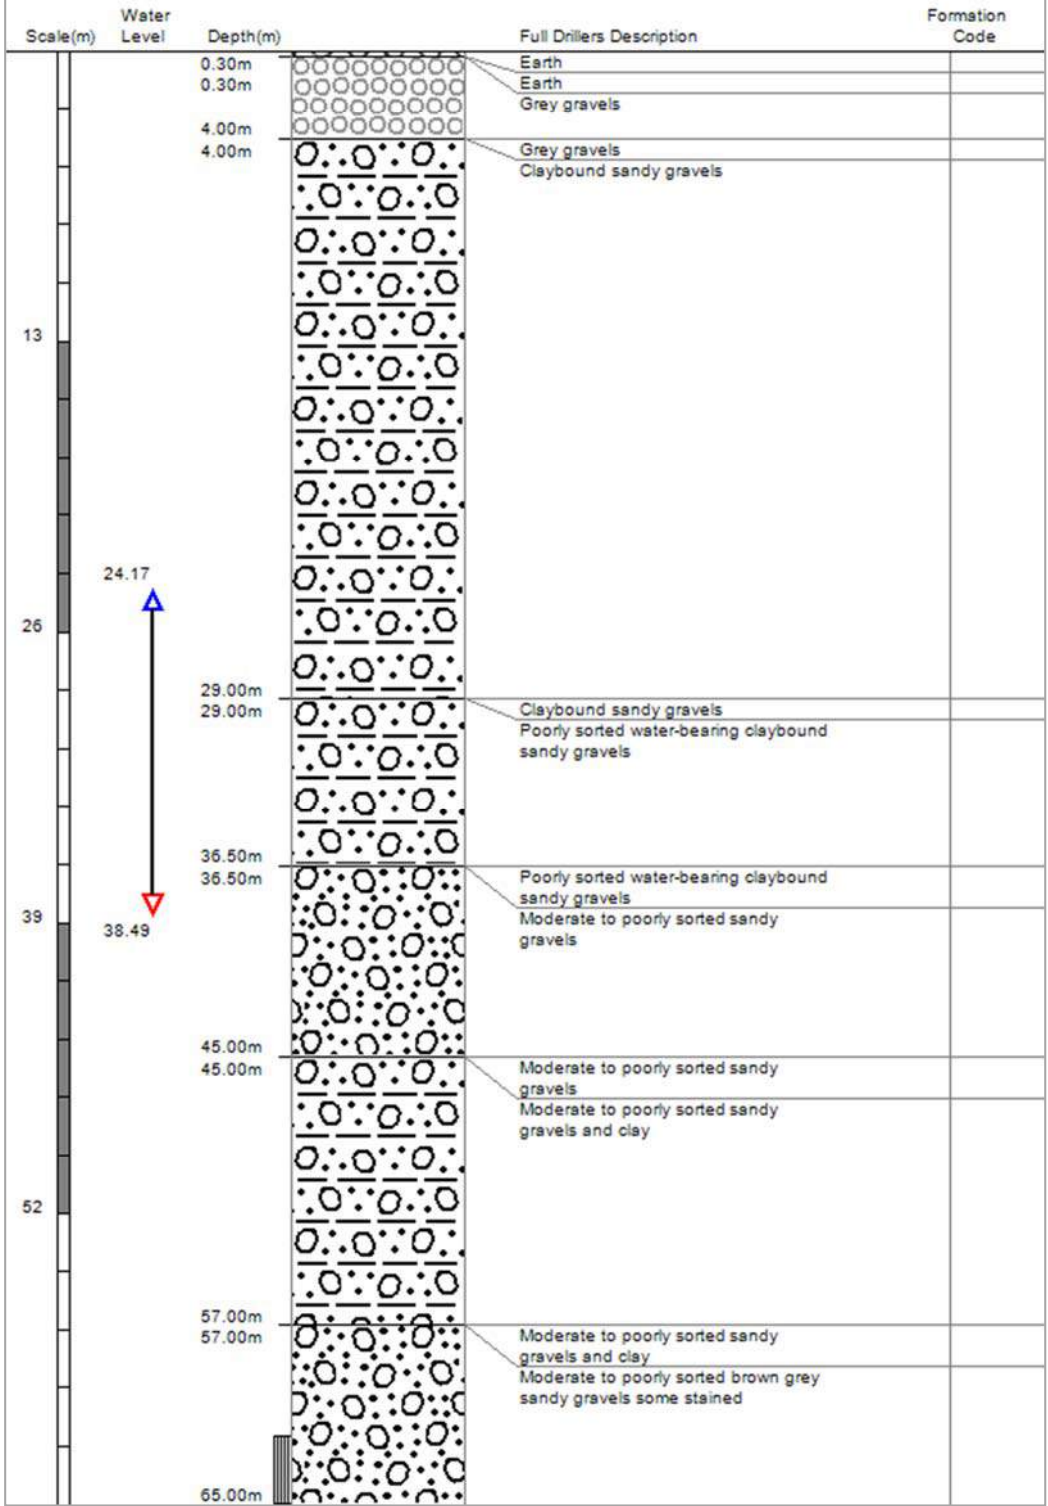 Water
Formation
Scale(m) Level Depth(m) Full Drillers Description Code
0.30m Earth
0.30m Earth
Grey gravels
4.00m
4.00m Grey gravels
Claybound sandy gravels
13
24.17
26
29.00m
29.00m Claybound sandy gravels
Poorly sorted water-bearing claybound
sandy gravels
36.50m
36.50m Poorly sorted water-bearing claybound
sandy gravels
39 Moderate to poorly sorted sandy
38.49 gravels
45.00m
45.00m Moderate to poorly sorted sandy
gravels
Moderate to poorly sorted sandy
gravels and clay
52
57.00m
57.00m Moderate to poorly sorted sandy
gravels and clay
Moderate to poorly sorted brown grey
sandy gravels some stained
65.00m